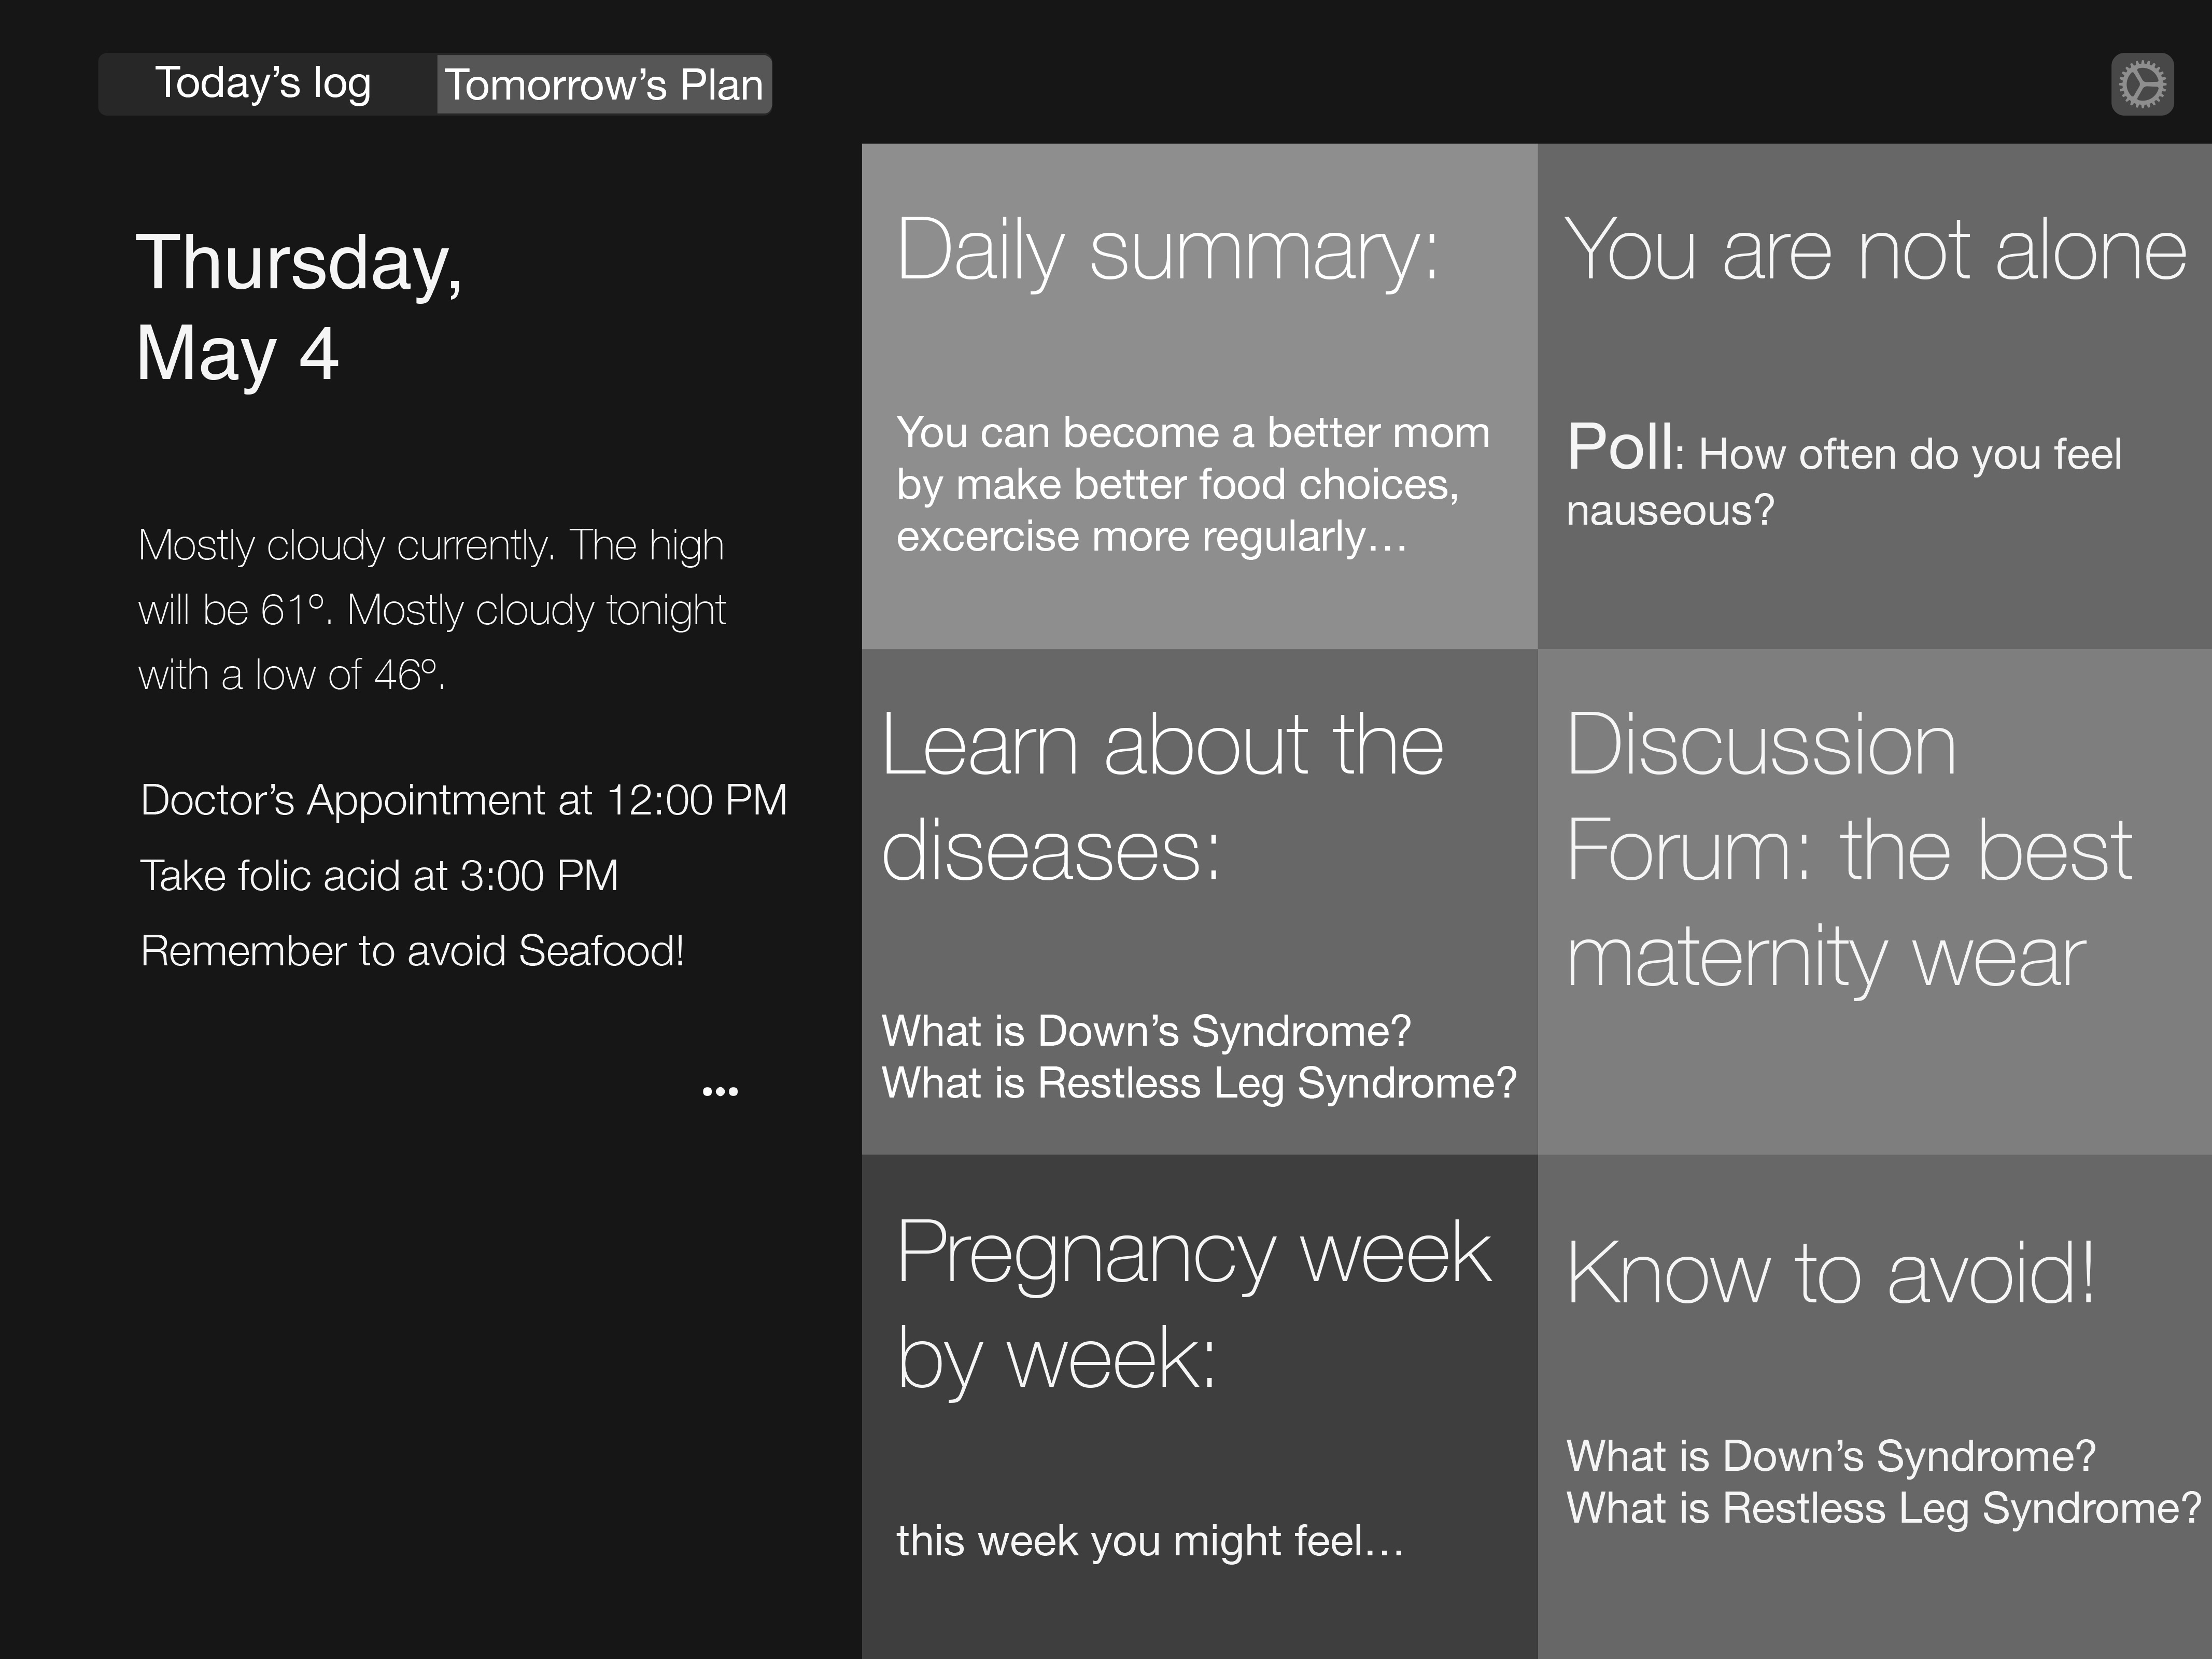 Today’s log
Tomorrow’s Plan
Thursday,
May 4
Mostly cloudy currently. The high
will be 61º. Mostly cloudy tonight
with a low of 46º.
Doctor’s Appointment at 12:00 PM
Take folic acid at 3:00 PM
Remember to avoid Seafood!
...
Daily summary:
You can become a better mom
by make better food choices,
excercise more regularly…
You are not alone
Poll: How often do you feel
nauseous?
Learn about the
diseases:
What is Down’s Syndrome?
What is Restless Leg Syndrome?
Discussion
Forum: the best
maternity wear
Pregnancy week
by week:
this week you might feel…
Know to avoid!
What is Down’s Syndrome?
What is Restless Leg Syndrome?